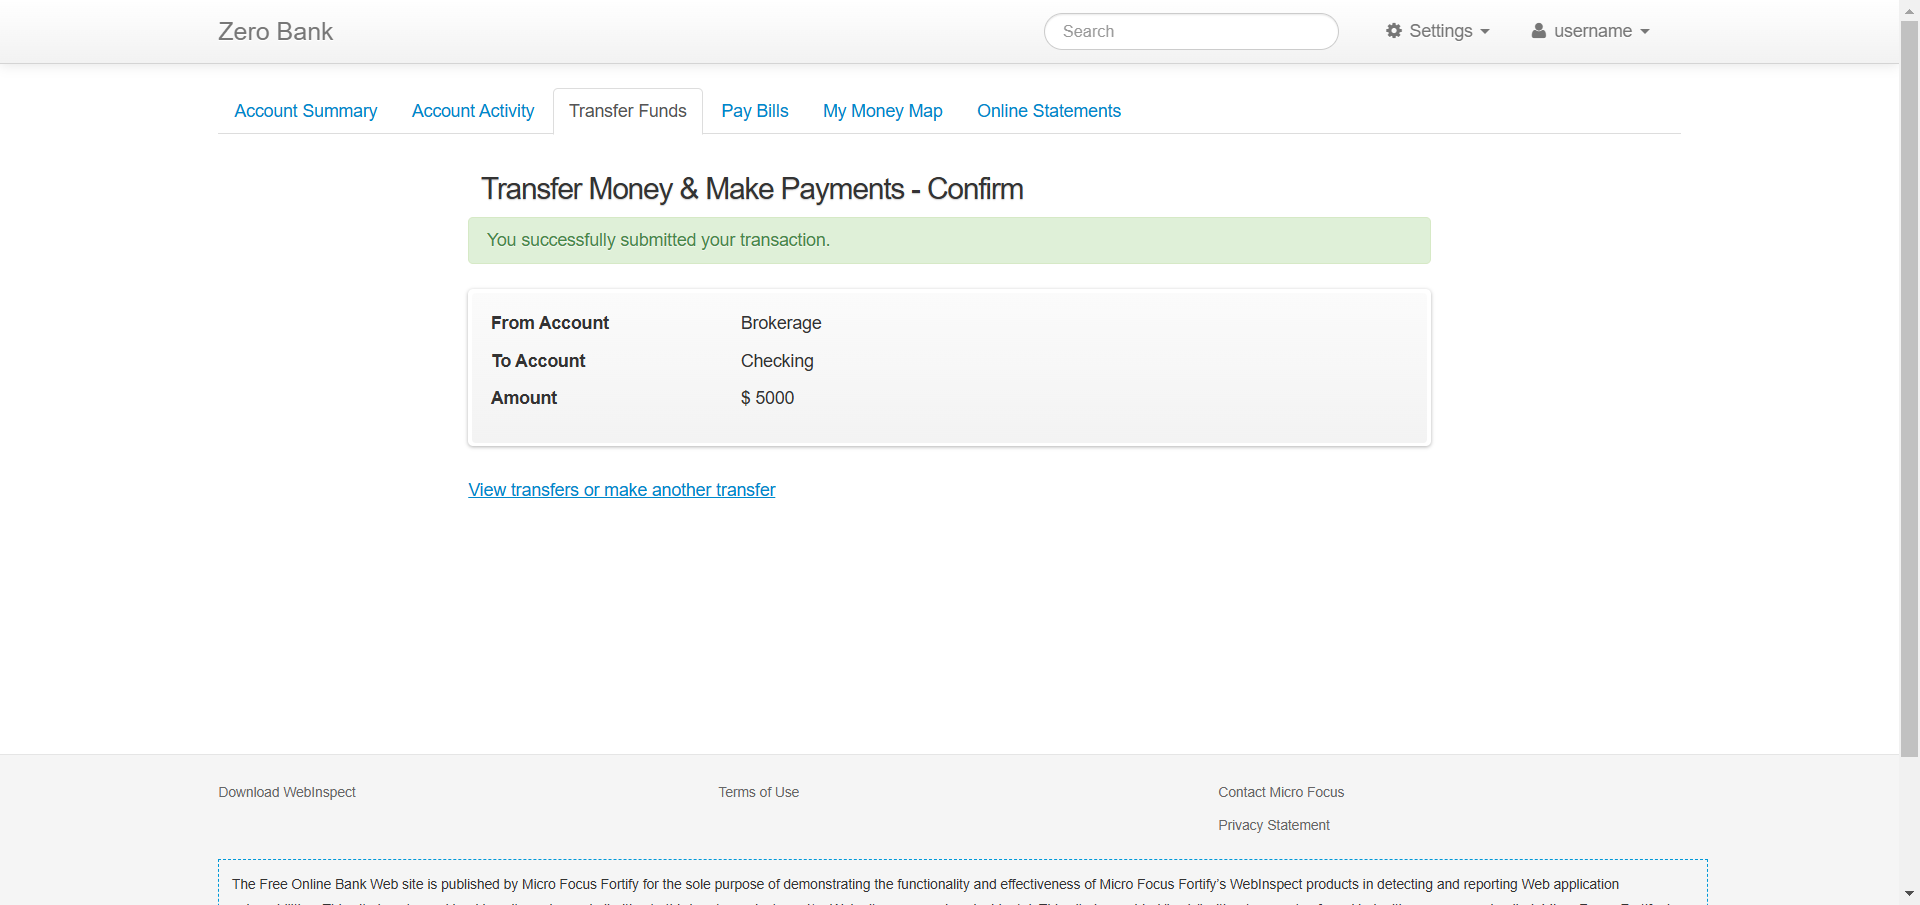 Zero Bank
Search
Settings
username
Account Summary
Account Activity
Transfer Funds
Pay Bills
My Money Map
Online Statements
Transfer Money & Make Payments - Confirm
You successfully submitted your transaction.
From Account Brokerage
To Account Checking
Amount $ 5000
View transfers or make another transfer
Download WebInspect
Terms of Use
Contact Micro Focus
Privacy Statement
The Free Online Bank Web site is published by Micro Focus Fortify for the sole purpose of demonstrating the functionality and effectiveness of Micro Focus Fortify's WebInspect products in detecting and reporting Web application